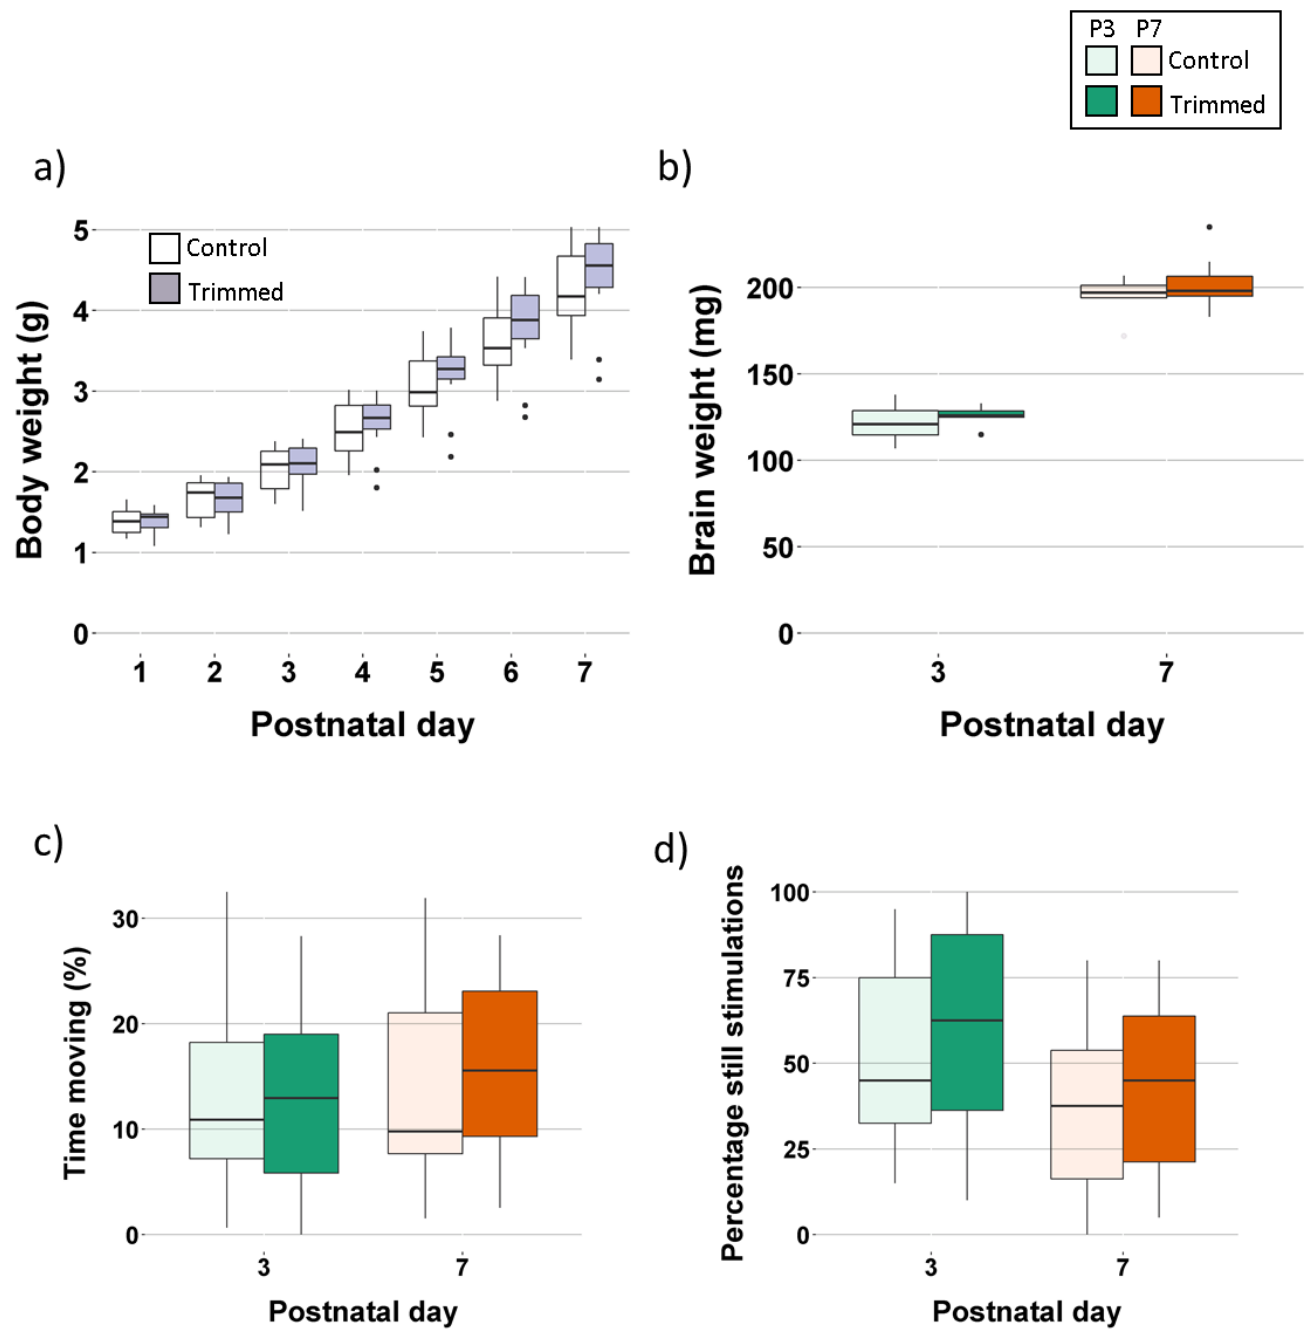 P3 P7
Control
Trimmed
a)
b)
Control
Trimmed
Body weight (g)
5
4
3
2
1
0
1 2 3 4 5 6 7
Postnatal day
Brain weight (mg)
200
150
100
50
0
3 7
Postnatal day
c)
d)
Time moving (%)
30
20
10
0
3 7
Postnatal day
Percentage still stimulations
100
75
50
25
0
3 7
Postnatal day